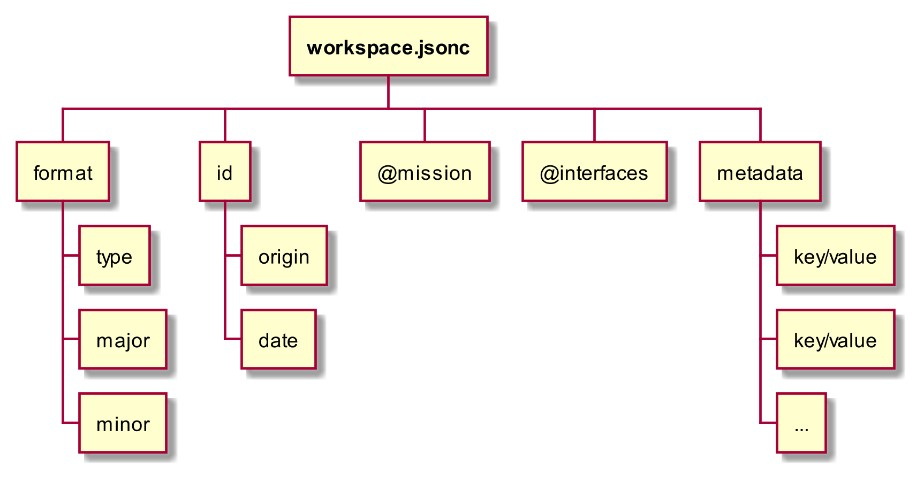 workspace.jsonc
format
id
@mission
@interfaces
metadata
type
origin
key/value
major
date
key/value
minor
...